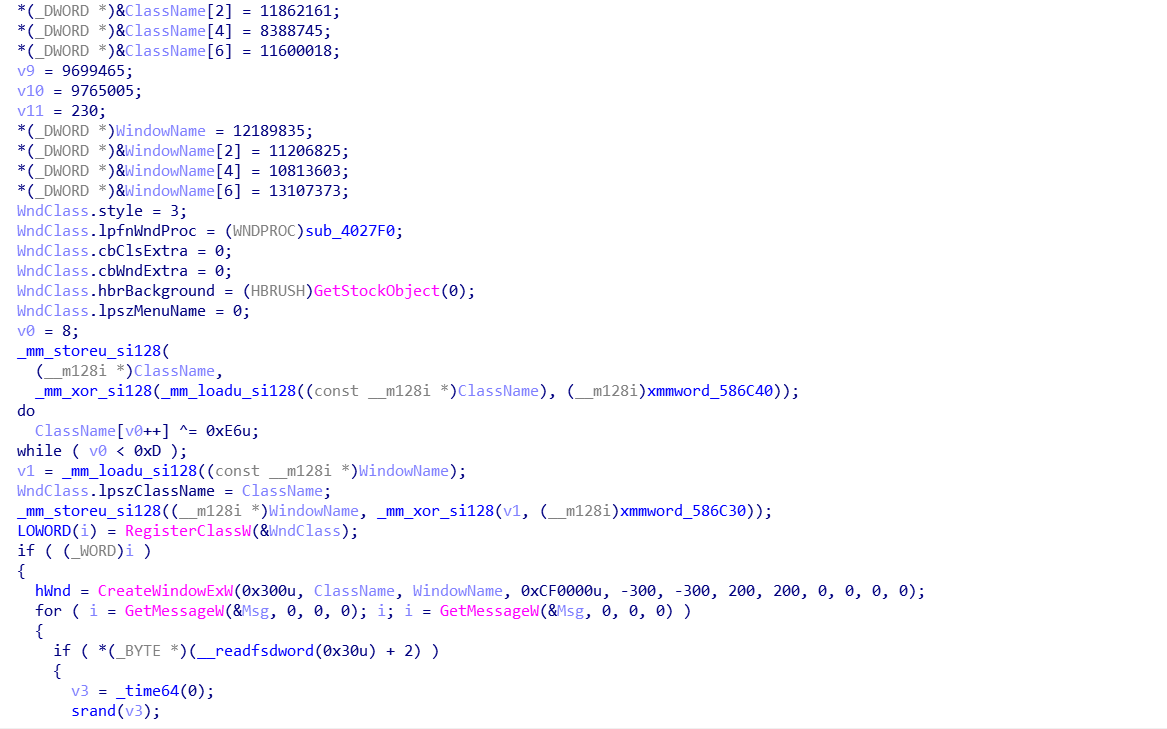 *(_DWORD *)&ClassName[2] = 11862161;
*(_DWORD *)&ClassName[4] = 8388745;
*(_DWORD *)&ClassName[6] = 11600018;
v9 = 9699465;
v10 = 9765005;
v11 = 230;
*(_DWORD *)WindowName = 12189835;
*(_DWORD *)&WindowName[2] = 11206825;
*(_DWORD *)&WindowName[4] = 10813603;
*(_DWORD *)&WindowName[6] = 13107373;
WndClass.style = 3;
WndClass.lpfnWndProc = (WNDPROC)sub_4027F0;
WndClass.cbClsExtra = 0;
WndClass.cbWndExtra = 0;
WndClass.hbrBackground = (HBRUSH)GetStockObject(0);
WndClass.lpszMenuName = 0;
v0 = 8;
_mm_storeu_si128(
(__m128i *)ClassName,
_mm_xor_si128(_mm_loadu_si128((const __m128i *)ClassName), (__m128i)xmmword_586C40));
do
ClassName[v0++] ^= 0xE6u;
while ( v0 < 0xD );
v1 = _mm_loadu_si128((const __m128i *)WindowName);
WndClass.lpszClassName = ClassName;
_mm_storeu_si128((__m128i *)WindowName, _mm_xor_si128(v1, (__m128i)xmmword_586C30));
LOWORD(i) = RegisterClassW(&WndClass);
if ( (_WORD)i )
{
hWnd = CreateWindowExW(0x300u, ClassName, WindowName, 0xCF0000u, -300, -300, 200, 200, 0, 0, 0, 0);
for ( i = GetMessageW(&Msg, 0, 0, 0); i; i = GetMessageW(&Msg, 0, 0, 0) )
{
if ( *(_BYTE *)(__readfsdword(0x30u) + 2) )
{
v3 = _time64(0);
srand(v3);